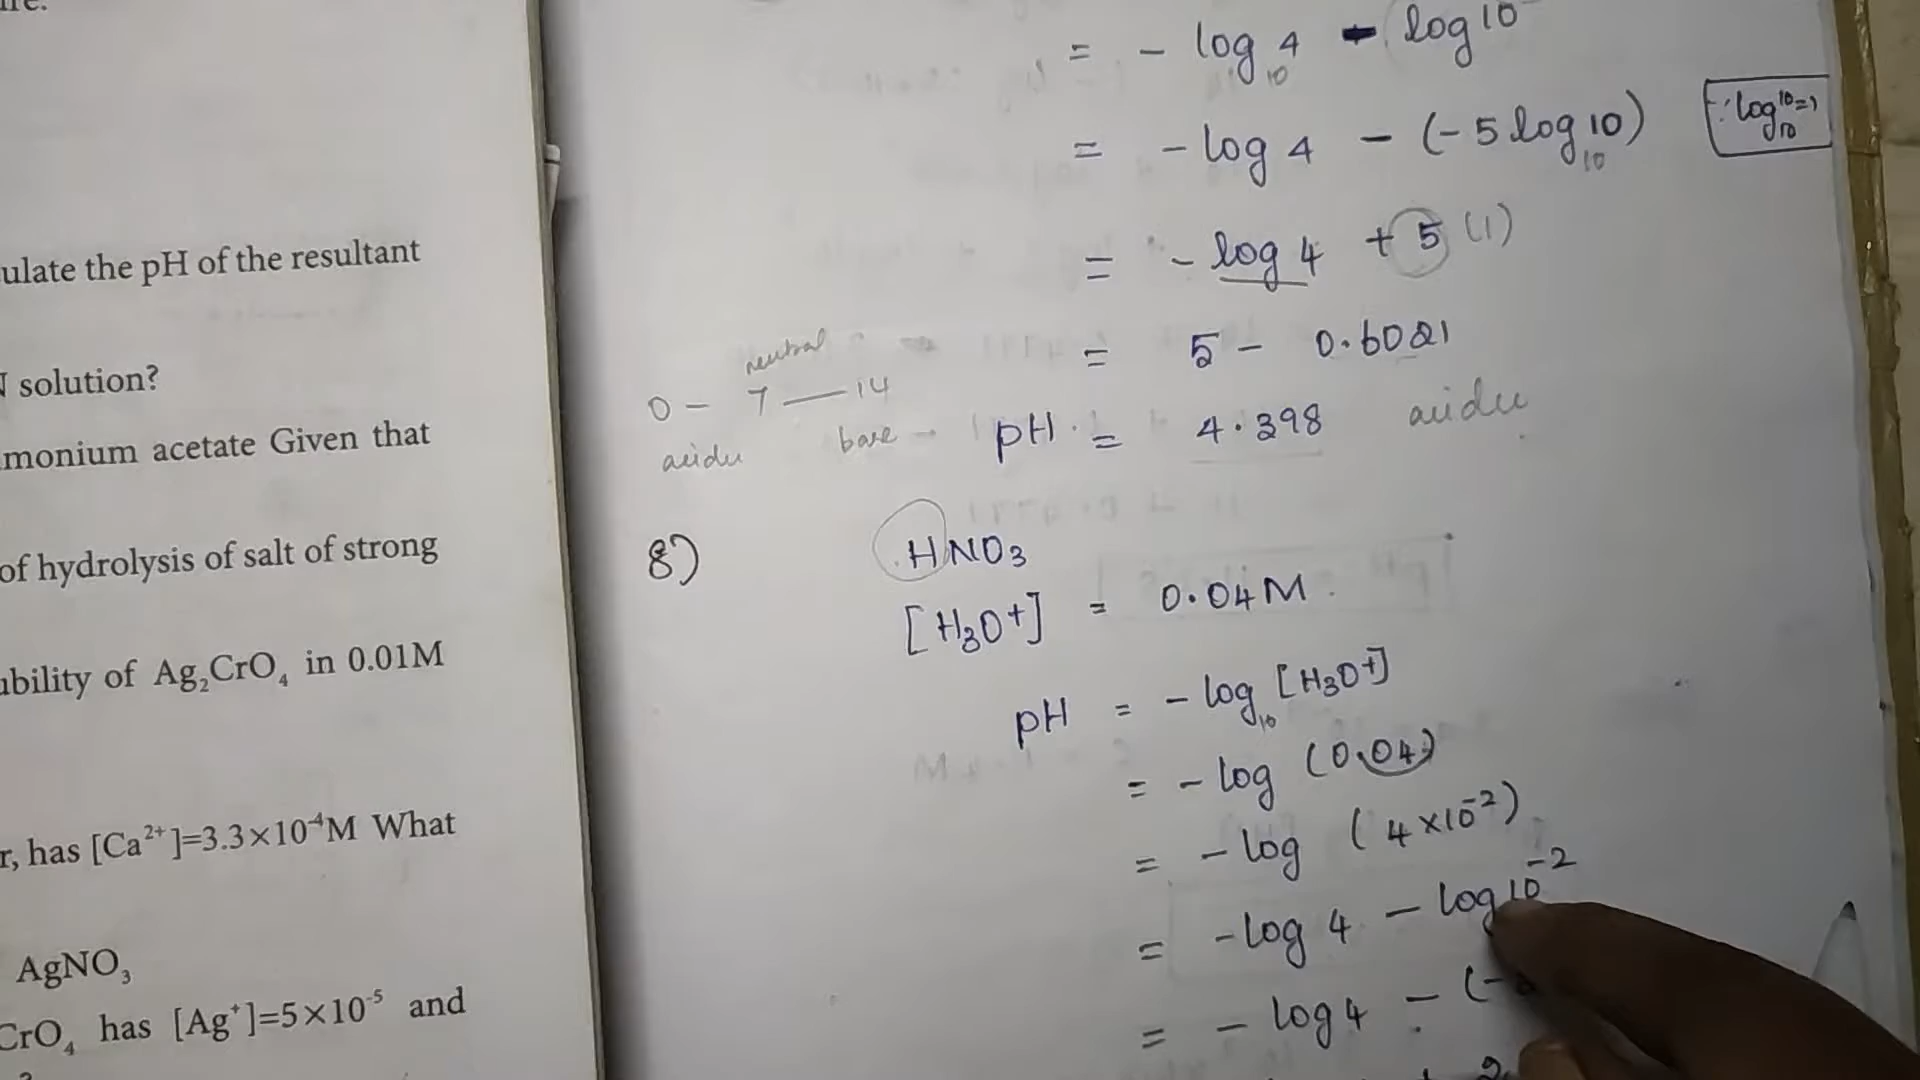 ulate the pH of the resultant
solution?
monium acetate Given that
of hydrolysis of salt of strong
of Ag₂CrO₄ in 0.01M
has [Ca²⁺]=3.3×10⁻⁴M What
AgNO₃
CrO₄ has [Ag⁺]=5×10⁻⁵ and
= - log₁₀ 4 - log 10
= - log 4 - (-5 log₁₀ 10)
∵ log₁₀ 10 = 1
= - log 4 + 5 (1)
= 5 - 0.6021
neutral
0 - 7 — 14
acidic base
pH = 4.398 acidic
8) HNO₃
[H₃O⁺] = 0.04M
pH = - log₁₀ [H₃O⁺]
= - log (0.04)
= - log (4×10⁻²)
= - log 4 - log 10⁻²
= - log 4 - (-